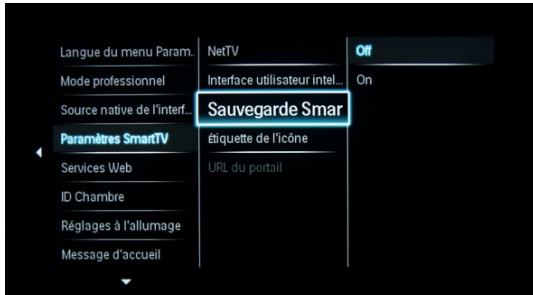 Langue du menu Param.
Mode professionnel
Source native de l'interf...
Paramètres SmartTV
Services Web
ID Chambre
Réglages à l'allumage
Message d'accueil
NetTV
Interface utilisateur intel...
Sauvegarde Smar
étiquette de l'icône
URL du portail
Off
On